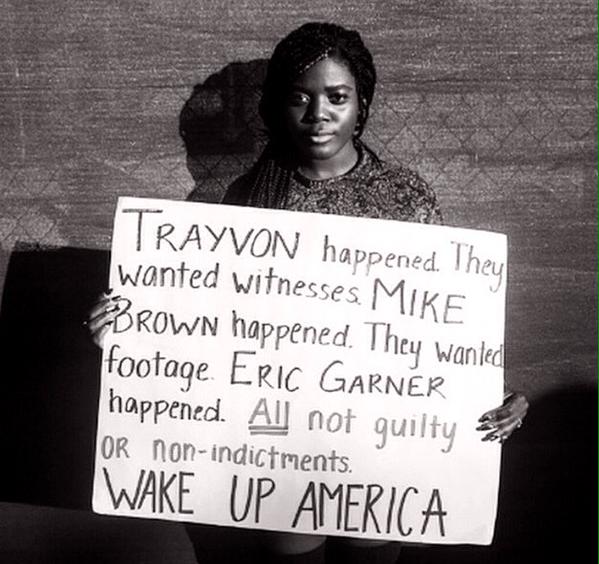 TRAYVON happened. They
wanted witnesses. MIKE
BROWN happened. They wanted
footage. ERIC GARNER
happened. All not guilty
OR non-indictments.
WAKE UP AMERICA